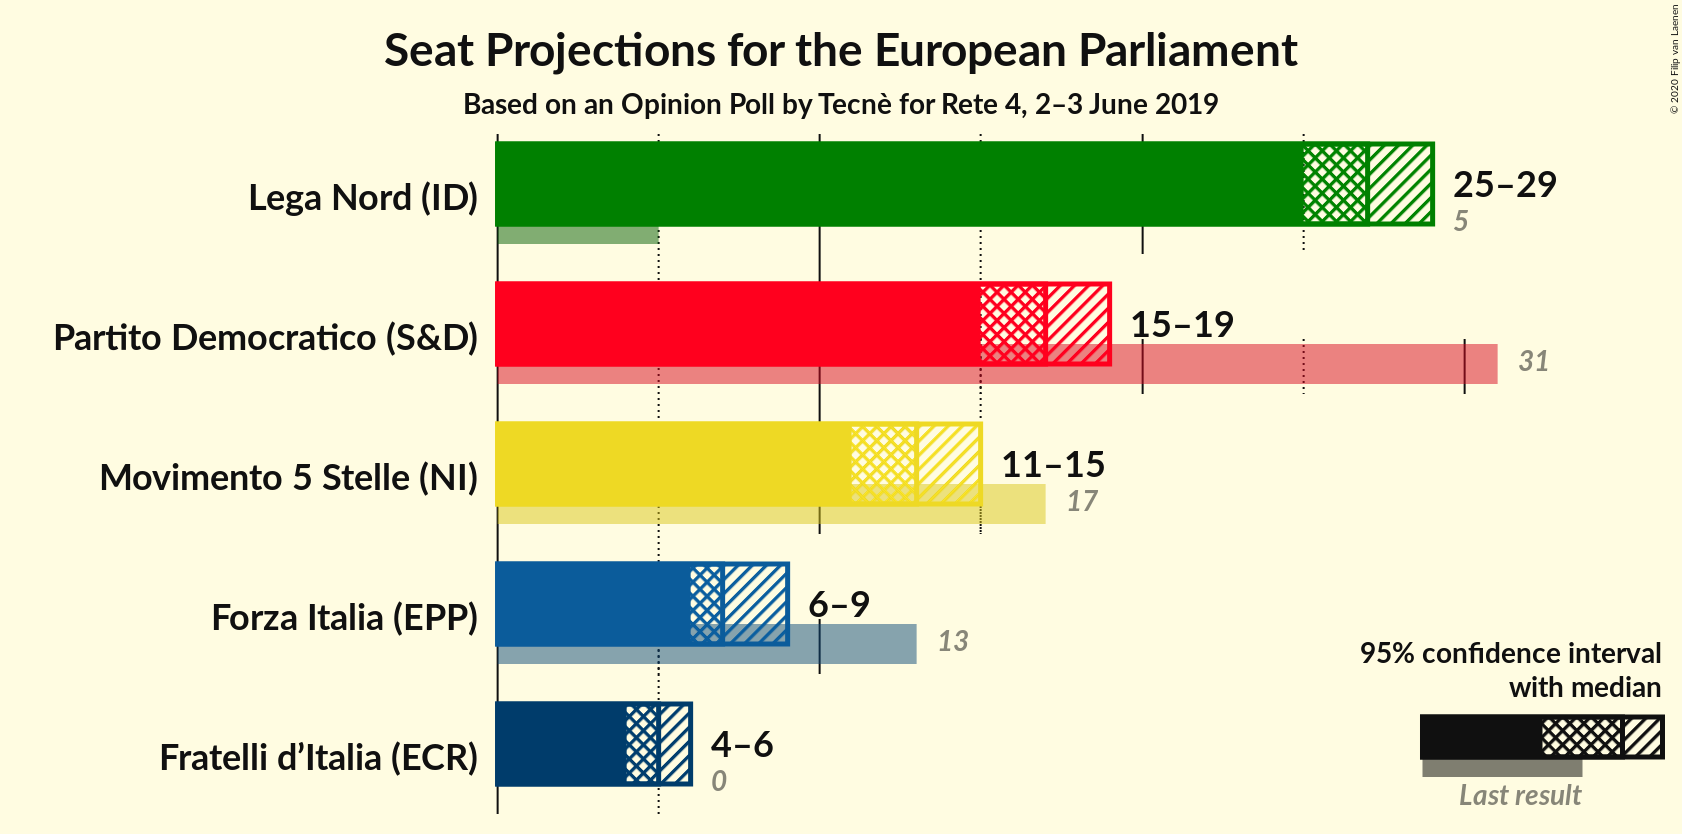 Seat Projections for the European Parliament
Based on an Opinion Poll by Tecnè for Rete 4, 2–3 June 2019
© 2020 Filip van Laenen
Lega Nord (ID)
25–29
5
Partito Democratico (S&D)
15–19
31
Movimento 5 Stelle (NI)
11–15
17
Forza Italia (EPP)
6–9
13
Fratelli d’Italia (ECR)
4–6
0
95% confidence interval
with median
Last result